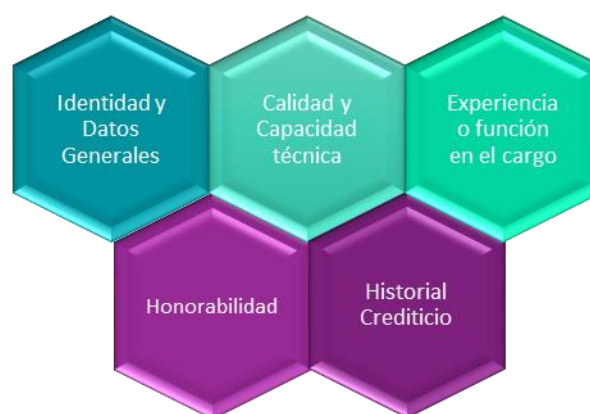 Identidad y
Datos
Generales
Calidad y
Capacidad
técnica
Experiencia
o función
en el cargo
Honorabilidad
Historial
Crediticio